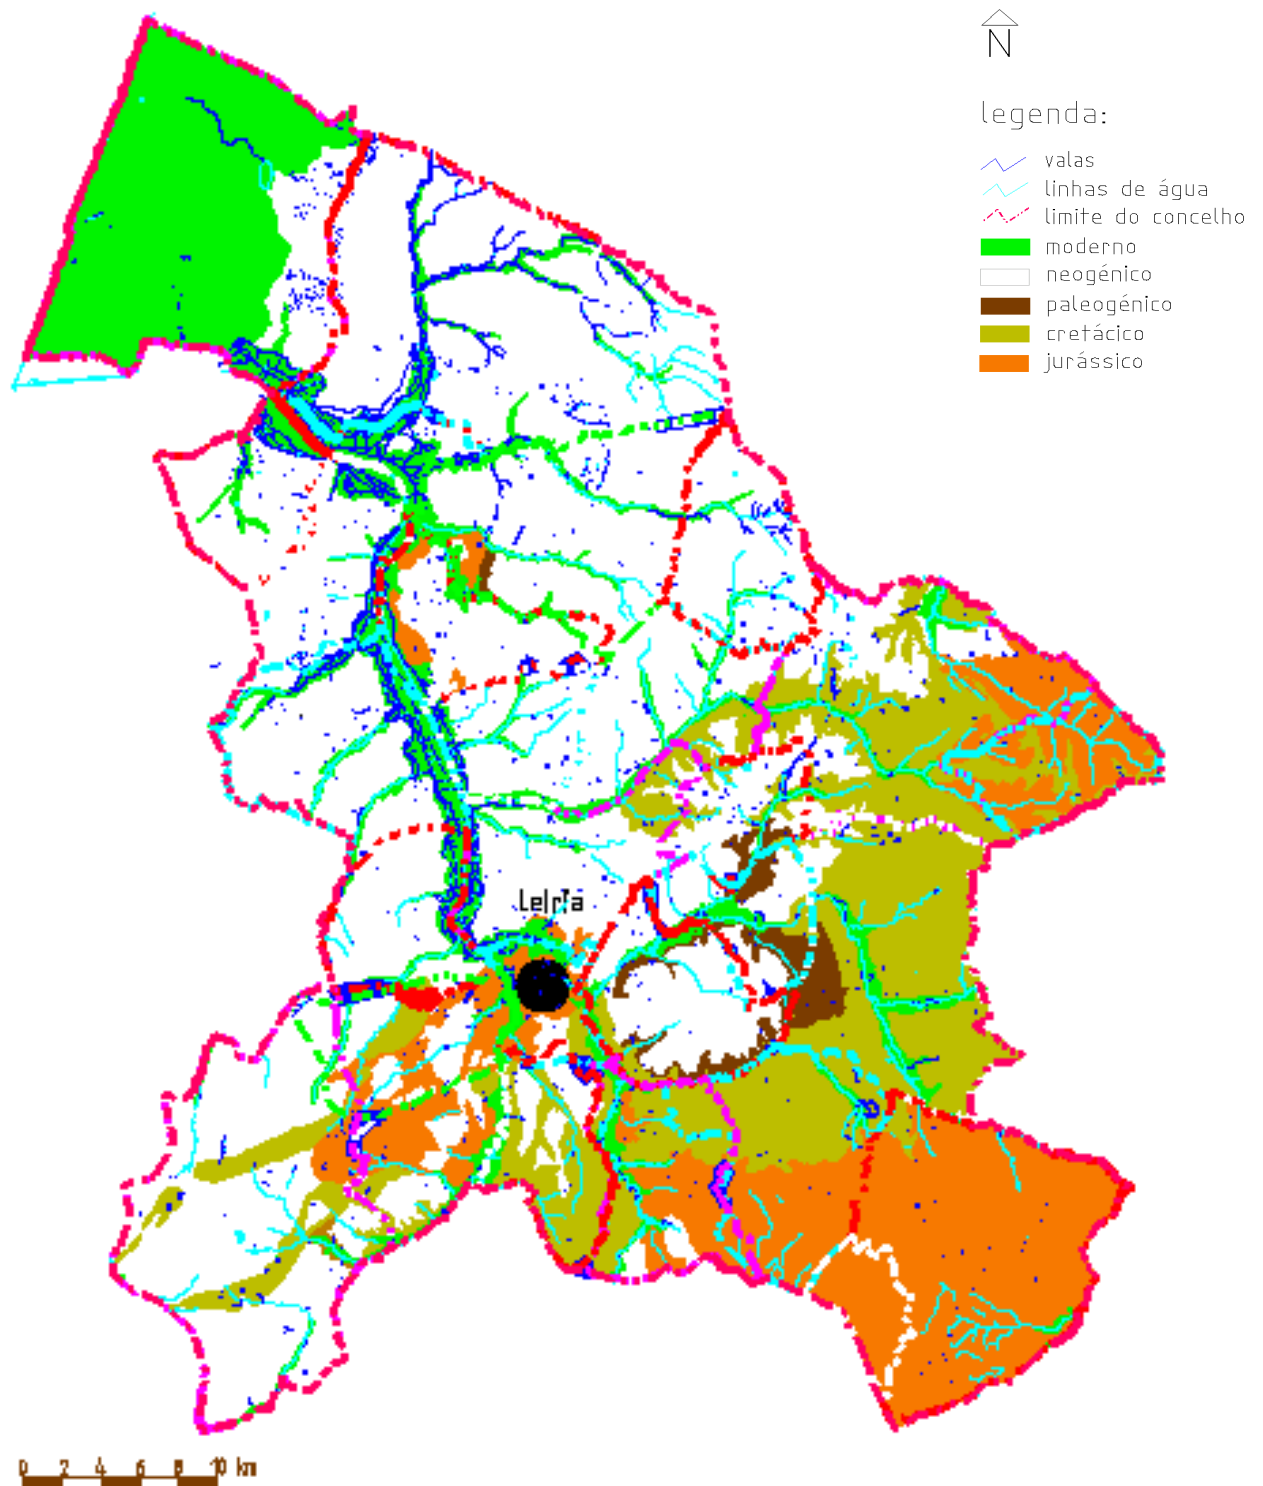 N
legenda:
valas
linhas de água
limite do concelho
moderno
neogénico
paleogénico
cretácico
jurássico
Leiria
0 2 4 6 8 10 km